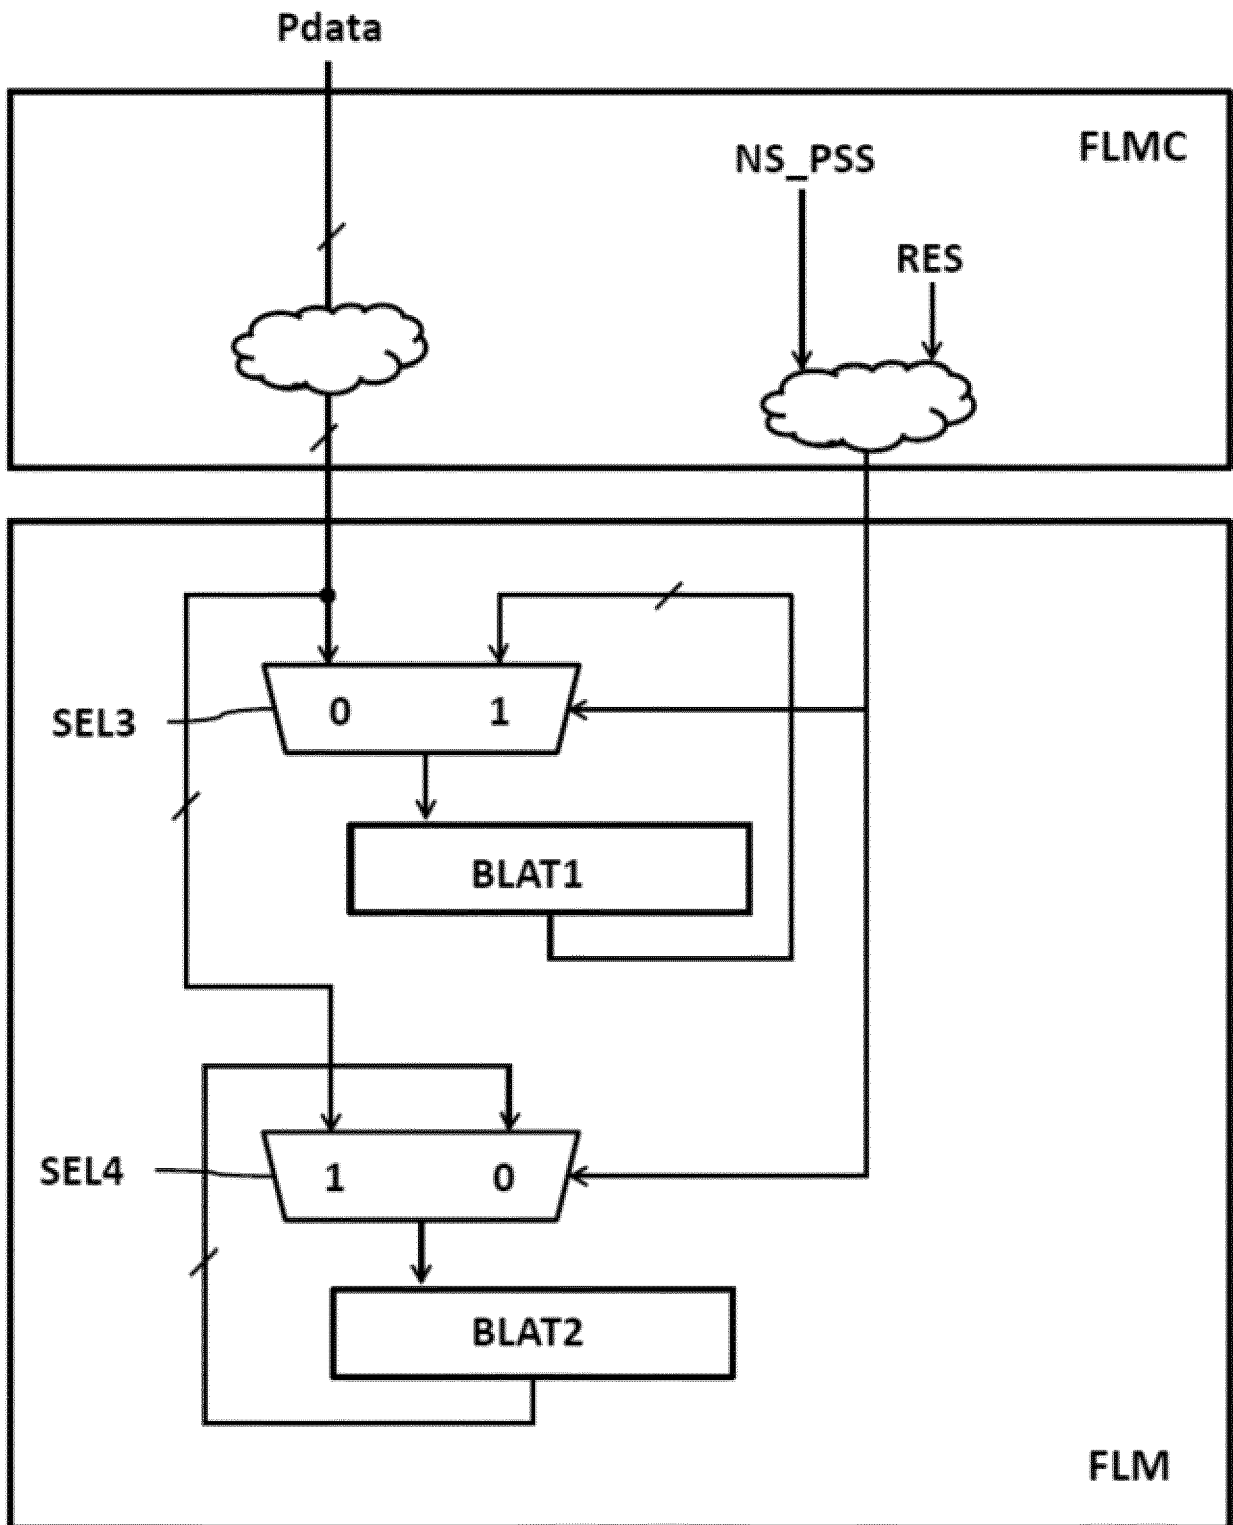 Pdata
FLMC
NS_PSS
RES
SEL3
0 1
BLAT1
SEL4
1 0
BLAT2
FLM